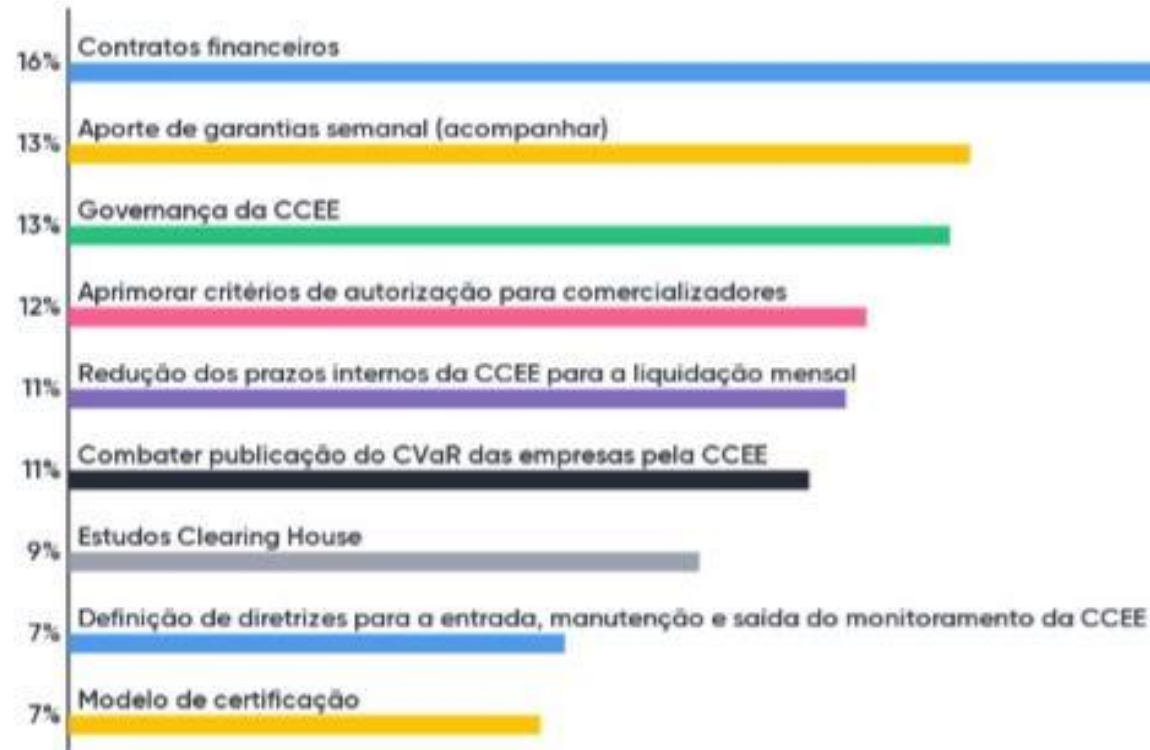 Contratos financeiros
16%
Aporte de garantias semanal (acompanhar)
13%
Governança da CCEE
13%
Aprimorar critérios de autorização para comercializadores
12%
Redução dos prazos internos da CCEE para a liquidação mensal
11%
Combater publicação do CVaR das empresas pela CCEE
11%
Estudos Clearing House
9%
Definição de diretrizes para a entrada, manutenção e saida do monitoramento da CCEE
7%
Modelo de certificação
7%